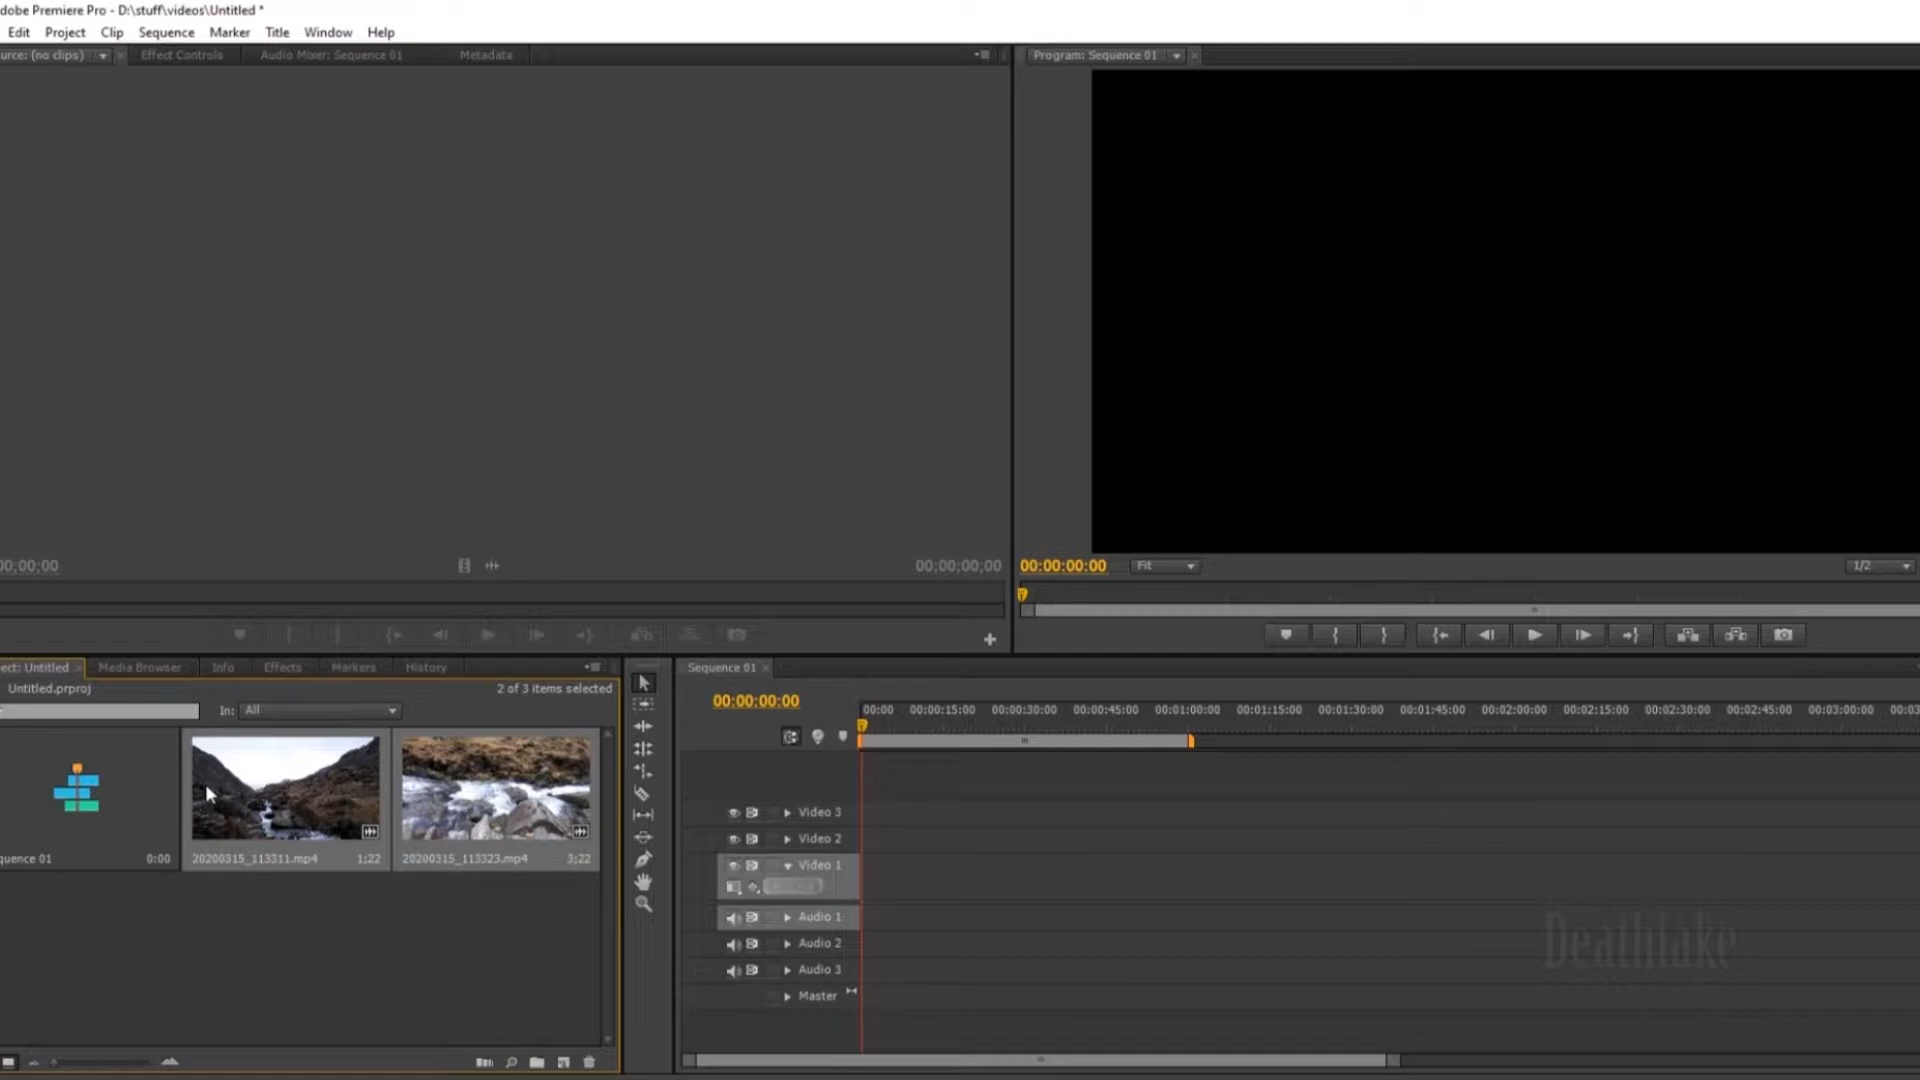 dobe Premiere Pro - D:\stuff\videos\Untitled *
Edit Project Clip Sequence Marker Title Window Help
urce: (no clips) Effect Controls Audio Mixer: Sequence 01 Metadata
Program: Sequence 01
00;00;00
00;00;00;00
00:00:00:00 Fit 1/2
ect: Untitled Media Browser Info Effects Markers History
Untitled.prproj 2 of 3 items selected
In: All
quence 01 0:00
20200315_113311.mp4 1;22
20200315_113323.mp4 3;22
Sequence 01
00:00:00:00
00:00 00:00:15:00 00:00:30:00 00:00:45:00 00:01:00:00 00:01:15:00 00:01:30:00 00:01:45:00 00:02:00:00 00:02:15:00 00:02:30:00 00:02:45:00 00:03:00:00 00:03
Video 3
Video 2
Video 1
Audio 1
Audio 2
Audio 3
Master
Deathlake